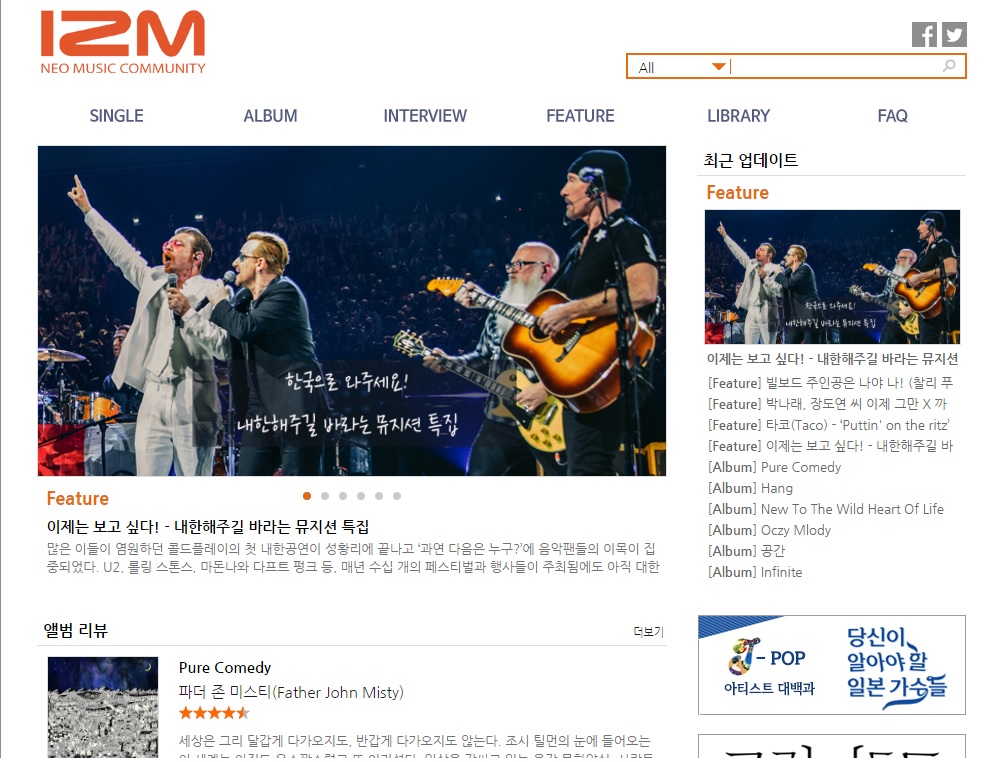 IZM
NEO MUSIC COMMUNITY
All
SINGLE ALBUM INTERVIEW FEATURE LIBRARY FAQ
한국으로 와주세요!
내한해주길 바라는 뮤지션 특집
Feature
이제는 보고 싶다! - 내한해주길 바라는 뮤지션 특집
많은 이들이 염원하던 콜드플레이의 첫 내한공연이 성황리에 끝나고 ‘과연 다음은 누구?’에 음악팬들의 이목이 집
중되었다. U2, 롤링 스톤스, 마돈나와 다프트 펑크 등, 매년 수십 개의 페스티벌과 행사들이 주최됨에도 아직 대한
앨범 리뷰 더보기
Pure Comedy
파더 존 미스티(Father John Misty)
세상은 그리 달갑게 다가오지도, 반갑게 다가오지도 않는다. 조시 틸먼의 눈에 들어오는
최근 업데이트
Feature
한국으로 와주세요!
내한해주길 바라는 뮤지션 특집
이제는 보고 싶다! - 내한해주길 바라는 뮤지션
[Feature] 빌보드 주인공은 나야 나! (찰리 푸
[Feature] 박나래, 장도연 씨 이제 그만 X 까
[Feature] 타코(Taco) - ‘Puttin' on the ritz’
[Feature] 이제는 보고 싶다! - 내한해주길 바
[Album] Pure Comedy
[Album] Hang
[Album] New To The Wild Heart Of Life
[Album] Oczy Mlody
[Album] 공간
[Album] Infinite
J - POP
아티스트 대백과
당신이
알아야 할
일본 가수들